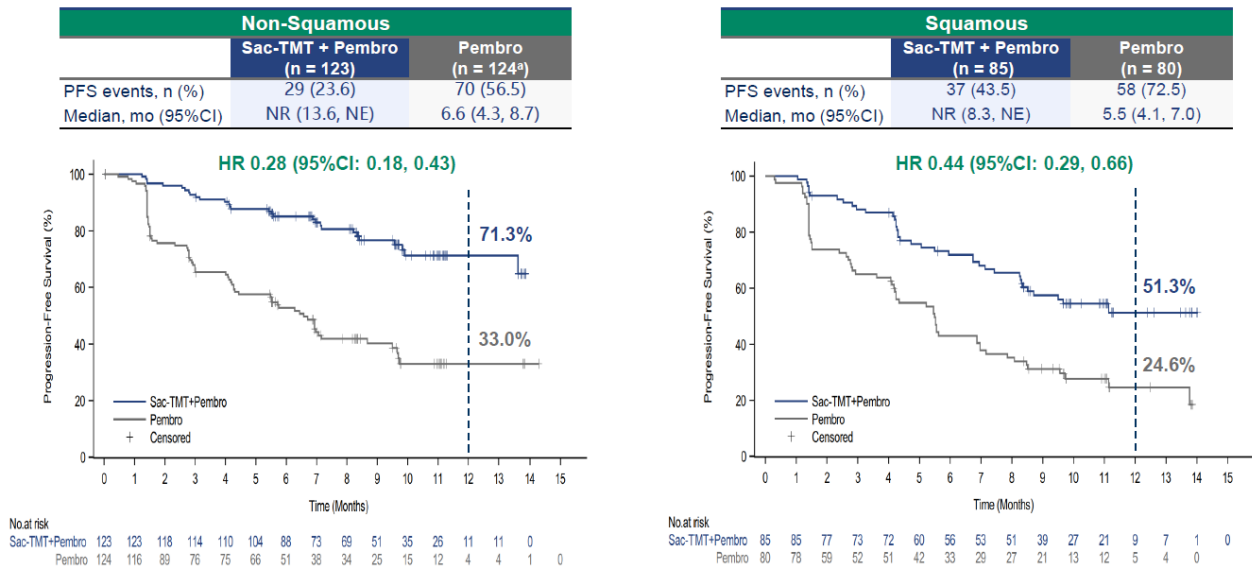 Non-Squamous
Sac-TMT + Pembro Pembro
(n = 123) (n = 124ª)
PFS events, n (%) 29 (23.6) 70 (56.5)
Median, mo (95%CI) NR (13.6, NE) 6.6 (4.3, 8.7)
HR 0.28 (95%CI: 0.18, 0.43)
Progression-Free Survival (%)
100
80
60
40
20
0
71.3%
33.0%
Sac-TMT+Pembro
Pembro
Censored
0 1 2 3 4 5 6 7 8 9 10 11 12 13 14 15
Time (Months)
No.at risk
Sac-TMT+Pembro 123 123 118 114 110 104 88 73 69 51 35 26 11 11 0
Pembro 124 116 89 76 75 66 51 38 34 25 15 12 4 4 1 0
Squamous
Sac-TMT + Pembro Pembro
(n = 85) (n = 80)
PFS events, n (%) 37 (43.5) 58 (72.5)
Median, mo (95%CI) NR (8.3, NE) 5.5 (4.1, 7.0)
HR 0.44 (95%CI: 0.29, 0.66)
Progression-Free Survival (%)
100
80
60
40
20
0
51.3%
24.6%
Sac-TMT+Pembro
Pembro
Censored
0 1 2 3 4 5 6 7 8 9 10 11 12 13 14 15
Time (Months)
No.at risk
Sac-TMT+Pembro 85 85 77 73 72 60 56 53 51 39 27 21 9 7 1 0
Pembro 80 78 59 52 51 42 33 29 27 21 13 12 5 4 0